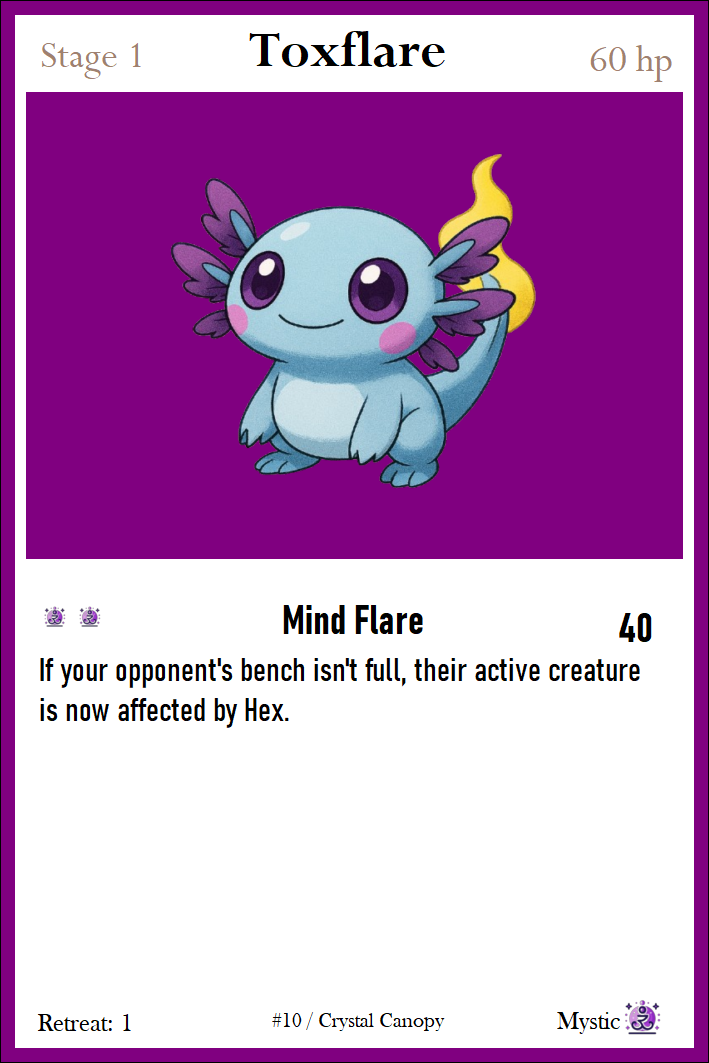 Stage 1
Toxflare
60 hp
Mind Flare
40
If your opponent's bench isn't full, their active creature
is now affected by Hex.
Retreat: 1
#10 / Crystal Canopy
Mystic